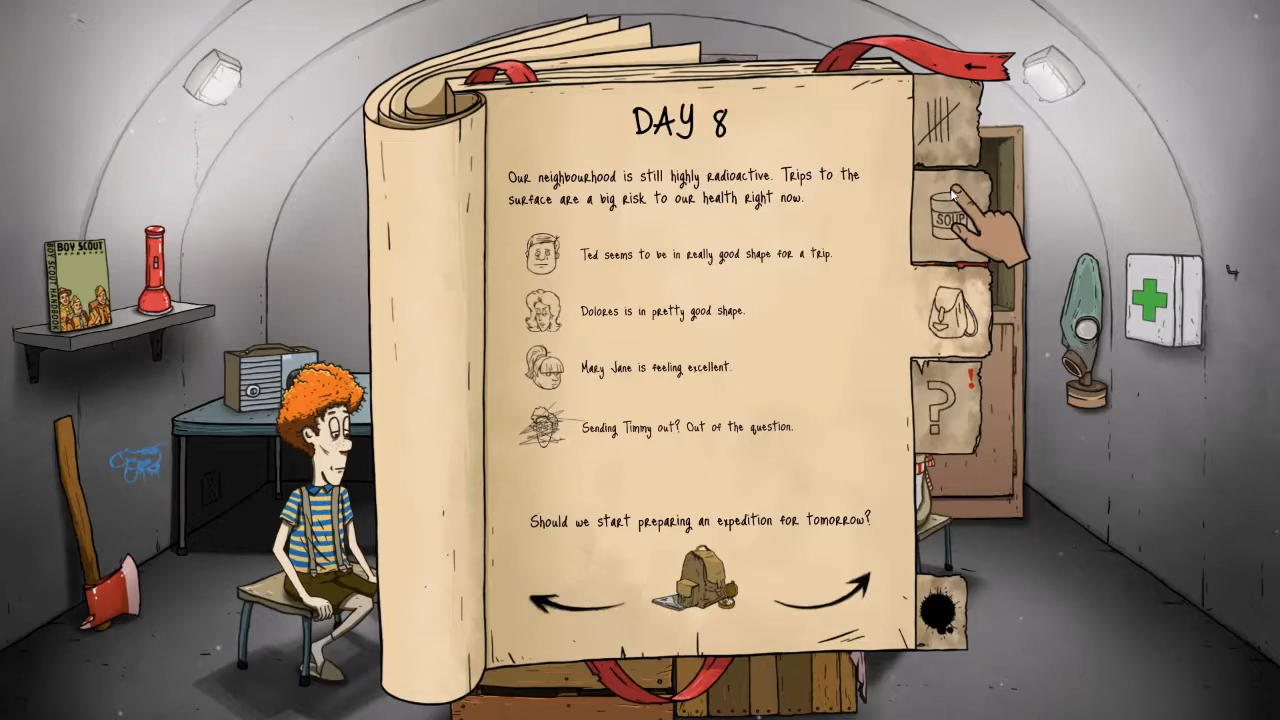 DAY 8
Our neighbourhood is still highly radioactive. Trips to the
surface are a big risk to our health right now.
Ted seems to be in really good shape for a trip.
Dolores is in pretty good shape.
Mary Jane is feeling excellent.
Sending Timmy out? Out of the question.
Should we start preparing an expedition for tomorrow?
SOUP
?
!
BOY SCOUT
BOY SCOUT HANDBOOK